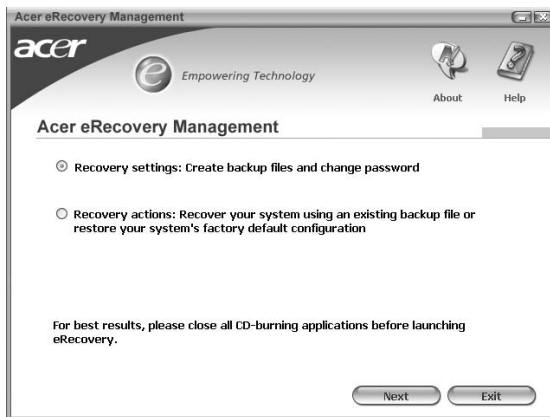 Acer eRecovery Management
acer
e Empowering Technology
About Help
Acer eRecovery Management
Recovery settings: Create backup files and change password
Recovery actions: Recover your system using an existing backup file or
restore your system's factory default configuration
For best results, please close all CD-burning applications before launching
eRecovery.
Next Exit